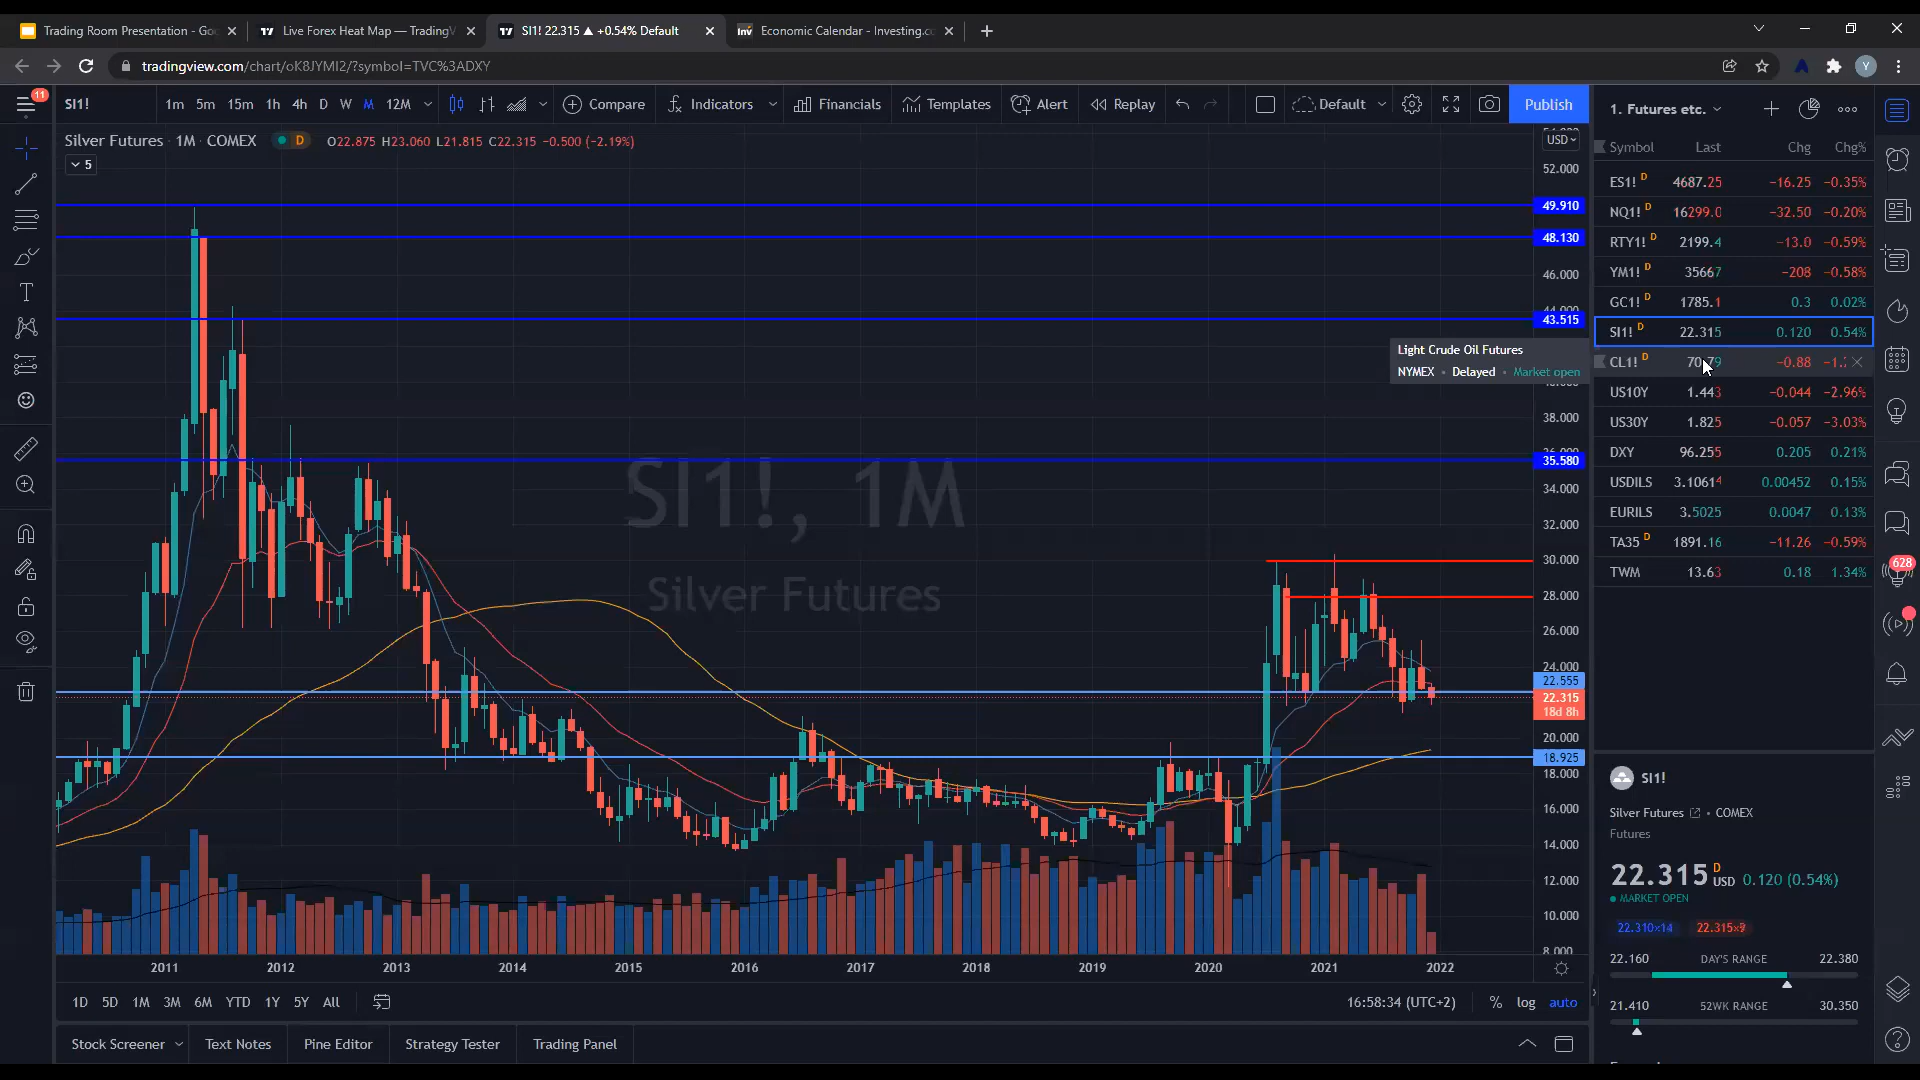 Trading Room Presentation - Goo
Live Forex Heat Map — TradingV
SI1! 22.315 ▲ +0.54% Default
Economic Calendar - Investing.co
tradingview.com/chart/oK8JYMI2/?symbol=TVC%3ADXY
Y
11
SI1!
1m 5m 15m 1h 4h D W M 12M
Compare
Indicators
Financials
Templates
Alert
Replay
Default
Publish
Silver Futures · 1M · COMEX
D
O22.875 H23.060 L21.815 C22.315 -0.500 (-2.19%)
5
USD
52.000
49.910
48.130
46.000
43.515
38.000
35.580
34.000
32.000
30.000
28.000
26.000
24.000
22.555
22.315
18d 8h
20.000
18.925
18.000
16.000
14.000
12.000
10.000
8.000
SI1!, 1M
Silver Futures
Light Crude Oil Futures
NYMEX • Delayed • Market open
2011 2012 2013 2014 2015 2016 2017 2018 2019 2020 2021 2022
1D 5D 1M 3M 6M YTD 1Y 5Y All
16:58:34 (UTC+2)
% log auto
Stock Screener
Text Notes
Pine Editor
Strategy Tester
Trading Panel
1. Futures etc.
Symbol Last Chg Chg%
ES1! D 4687.25 -16.25 -0.35%
NQ1! D 16299.0 -32.50 -0.20%
RTY1! D 2199.4 -13.0 -0.59%
YM1! D 35667 -208 -0.58%
GC1! D 1785.1 0.3 0.02%
SI1! D 22.315 0.120 0.54%
CL1! D 70.79 -0.88 -1.
US10Y 1.443 -0.044 -2.96%
US30Y 1.825 -0.057 -3.03%
DXY 96.255 0.205 0.21%
USDILS 3.10614 0.00452 0.15%
EURILS 3.5025 0.0047 0.13%
TA35 D 1891.16 -11.26 -0.59%
TWM 13.63 0.18 1.34%
628
SI1!
Silver Futures • COMEX
Futures
22.315 D USD 0.120 (0.54%)
MARKET OPEN
22.310×14 22.315×9
22.160 DAY'S RANGE 22.380
21.410 52WK RANGE 30.350